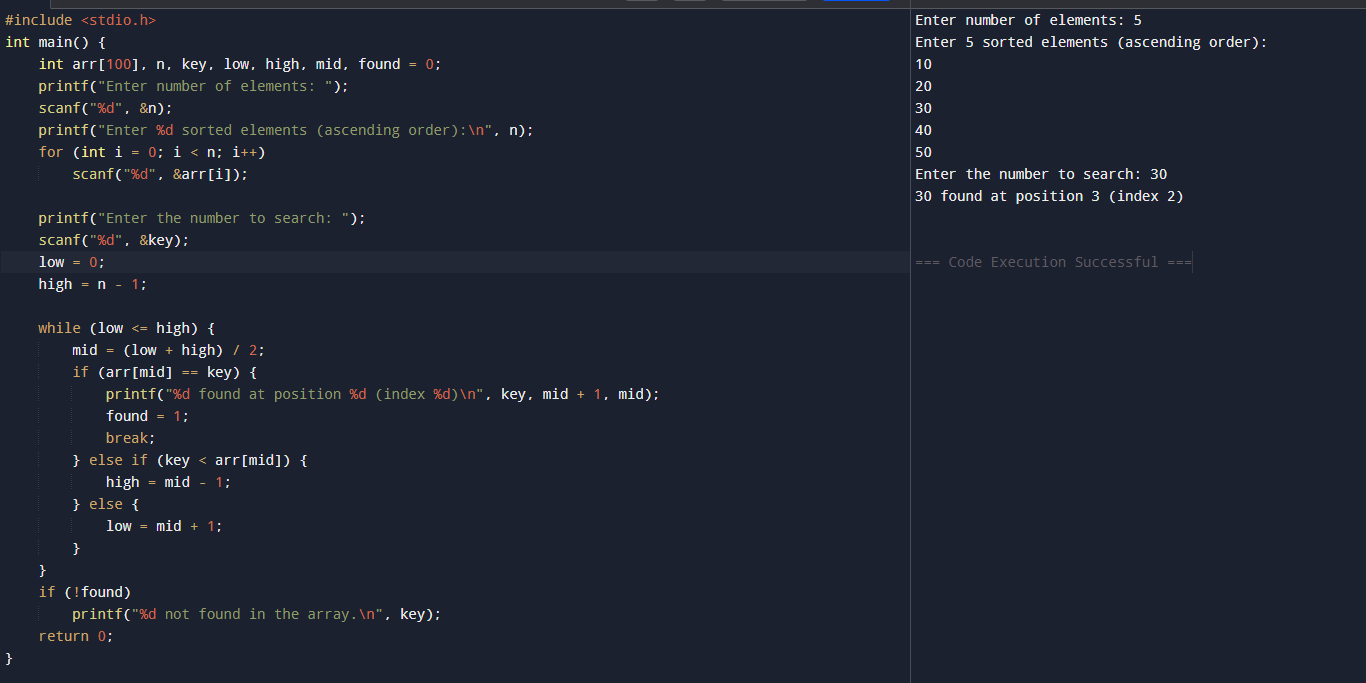 #include <stdio.h>
int main() {
    int arr[100], n, key, low, high, mid, found = 0;
    printf("Enter number of elements: ");
    scanf("%d", &n);
    printf("Enter %d sorted elements (ascending order):\n", n);
    for (int i = 0; i < n; i++)
        scanf("%d", &arr[i]);

    printf("Enter the number to search: ");
    scanf("%d", &key);
    low = 0;
    high = n - 1;

    while (low <= high) {
        mid = (low + high) / 2;
        if (arr[mid] == key) {
            printf("%d found at position %d (index %d)\n", key, mid + 1, mid);
            found = 1;
            break;
        } else if (key < arr[mid]) {
            high = mid - 1;
        } else {
            low = mid + 1;
        }
    }
    if (!found)
        printf("%d not found in the array.\n", key);
    return 0;
}
Enter number of elements: 5
Enter 5 sorted elements (ascending order):
10
20
30
40
50
Enter the number to search: 30
30 found at position 3 (index 2)
=== Code Execution Successful ===